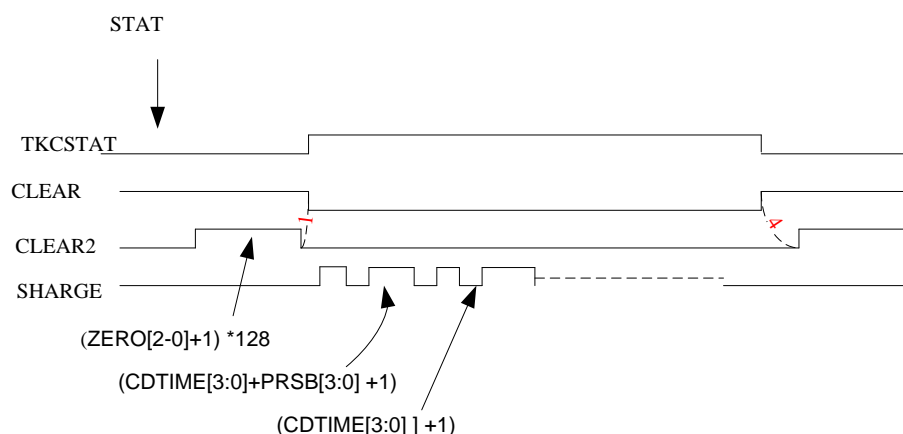 STAT
TKCSTAT
CLEAR
1
4
CLEAR2
SHARGE
(ZERO[2-0]+1) *128
(CDTIME[3:0]+PRSB[3:0] +1)
(CDTIME[3:0] ] +1)